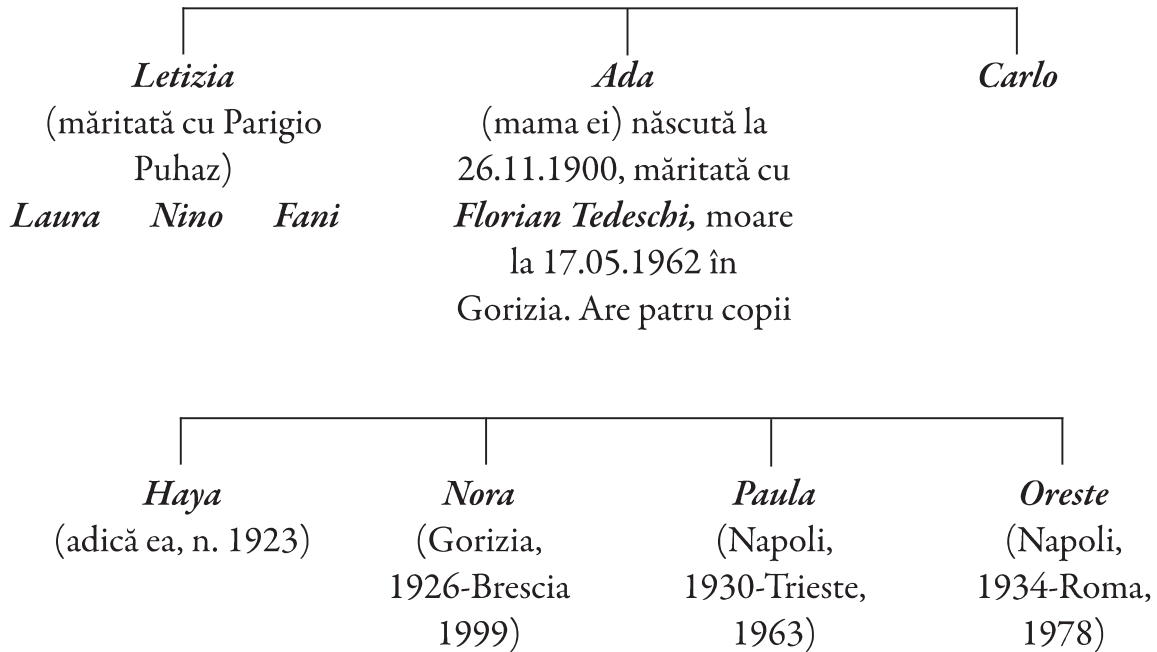 Letizia
(măritată cu Parigio
Puhaz)
Laura Nino Fani
Ada
(mama ei) născută la
26.11.1900, măritată cu
Florian Tedeschi, moare
la 17.05.1962 în
Gorizia. Are patru copii
Carlo
Haya
(adică ea, n. 1923)
Nora
(Gorizia,
1926-Brescia
1999)
Paula
(Napoli,
1930-Trieste,
1963)
Oreste
(Napoli,
1934-Roma,
1978)